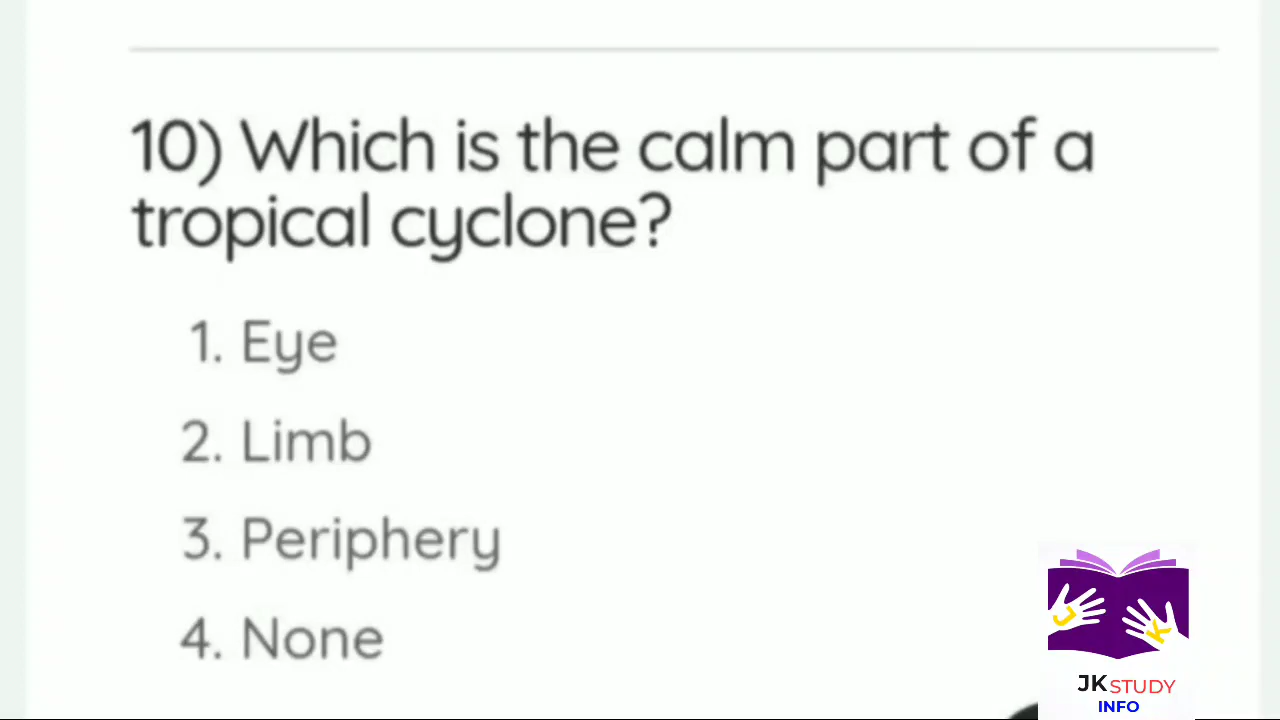 10) Which is the calm part of a
tropical cyclone?
1. Eye
2. Limb
3. Periphery
4. None
J K
JK STUDY
INFO